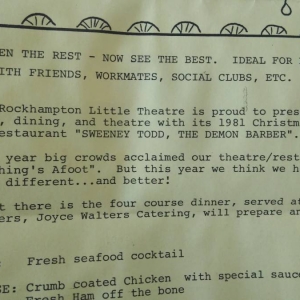 EN THE REST - NOW SEE THE BEST. IDEAL FOR
ITH FRIENDS, WORKMATES, SOCIAL CLUBS, ETC.
Rockhampton Little Theatre is proud to pres
, dining, and theatre with its 1981 Christm
estaurant "SWEENEY TODD, THE DEMON BARBER".
year big crowds acclaimed our theatre/rest
hing's Afoot". But this year we think we h
different...and better!
t there is the four course dinner, served at
ers, Joyce Walters Catering, will prepare an
Fresh seafood cocktail
SE: Crumb coated Chicken with special sauc
Fresh Ham off the bone